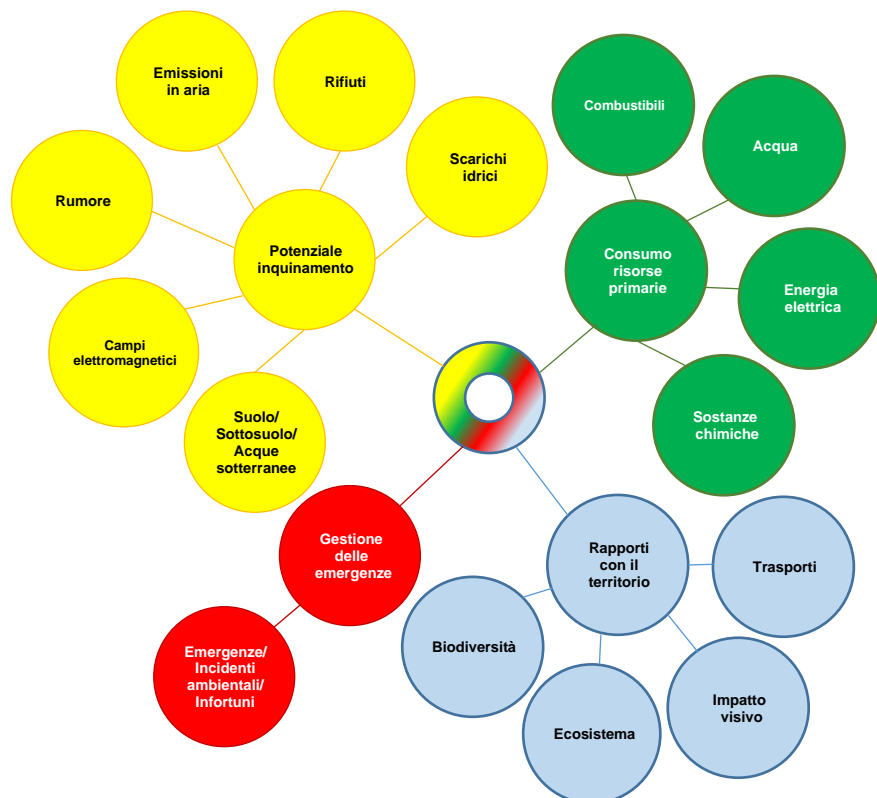 Emissioni
in aria
Rifiuti
Scarichi
idrici
Rumore
Potenziale
inquinamento
Campi
elettromagnetici
Suolo/
Sottosuolo/
Acque
sotterranee
Combustibili
Acqua
Consumo
risorse
primarie
Energia
elettrica
Sostanze
chimiche
Gestione
delle
emergenze
Emergenze/
Incidenti
ambientali/
Infortuni
Rapporti
con il
territorio
Trasporti
Biodiversità
Impatto
visivo
Ecosistema